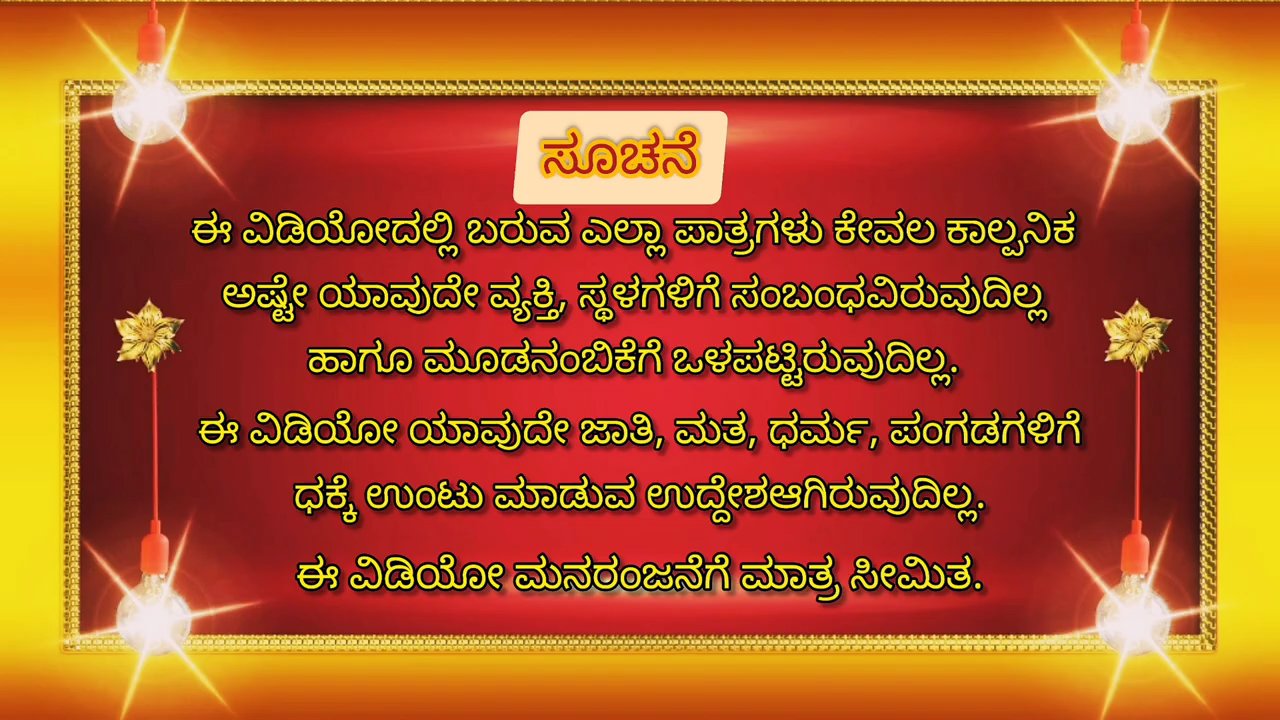 ಸೂಚನೆ
ಈ ವಿಡಿಯೋದಲ್ಲಿ ಬರುವ ಎಲ್ಲಾ ಪಾತ್ರಗಳು ಕೇವಲ ಕಾಲ್ಪನಿಕ
ಅಷ್ಟೇ ಯಾವುದೇ ವ್ಯಕ್ತಿ, ಸ್ಥಳಗಳಿಗೆ ಸಂಬಂಧವಿರುವುದಿಲ್ಲ
ಹಾಗೂ ಮೂಡನಂಬಿಕೆಗೆ ಒಳಪಟ್ಟಿರುವುದಿಲ್ಲ.
ಈ ವಿಡಿಯೋ ಯಾವುದೇ ಜಾತಿ, ಮತ, ಧರ್ಮ, ಪಂಗಡಗಳಿಗೆ
ಧಕ್ಕೆ ಉಂಟು ಮಾಡುವ ಉದ್ದೇಶಆಗಿರುವುದಿಲ್ಲ.
ಈ ವಿಡಿಯೋ ಮನರಂಜನೆಗೆ ಮಾತ್ರ ಸೀಮಿತ.